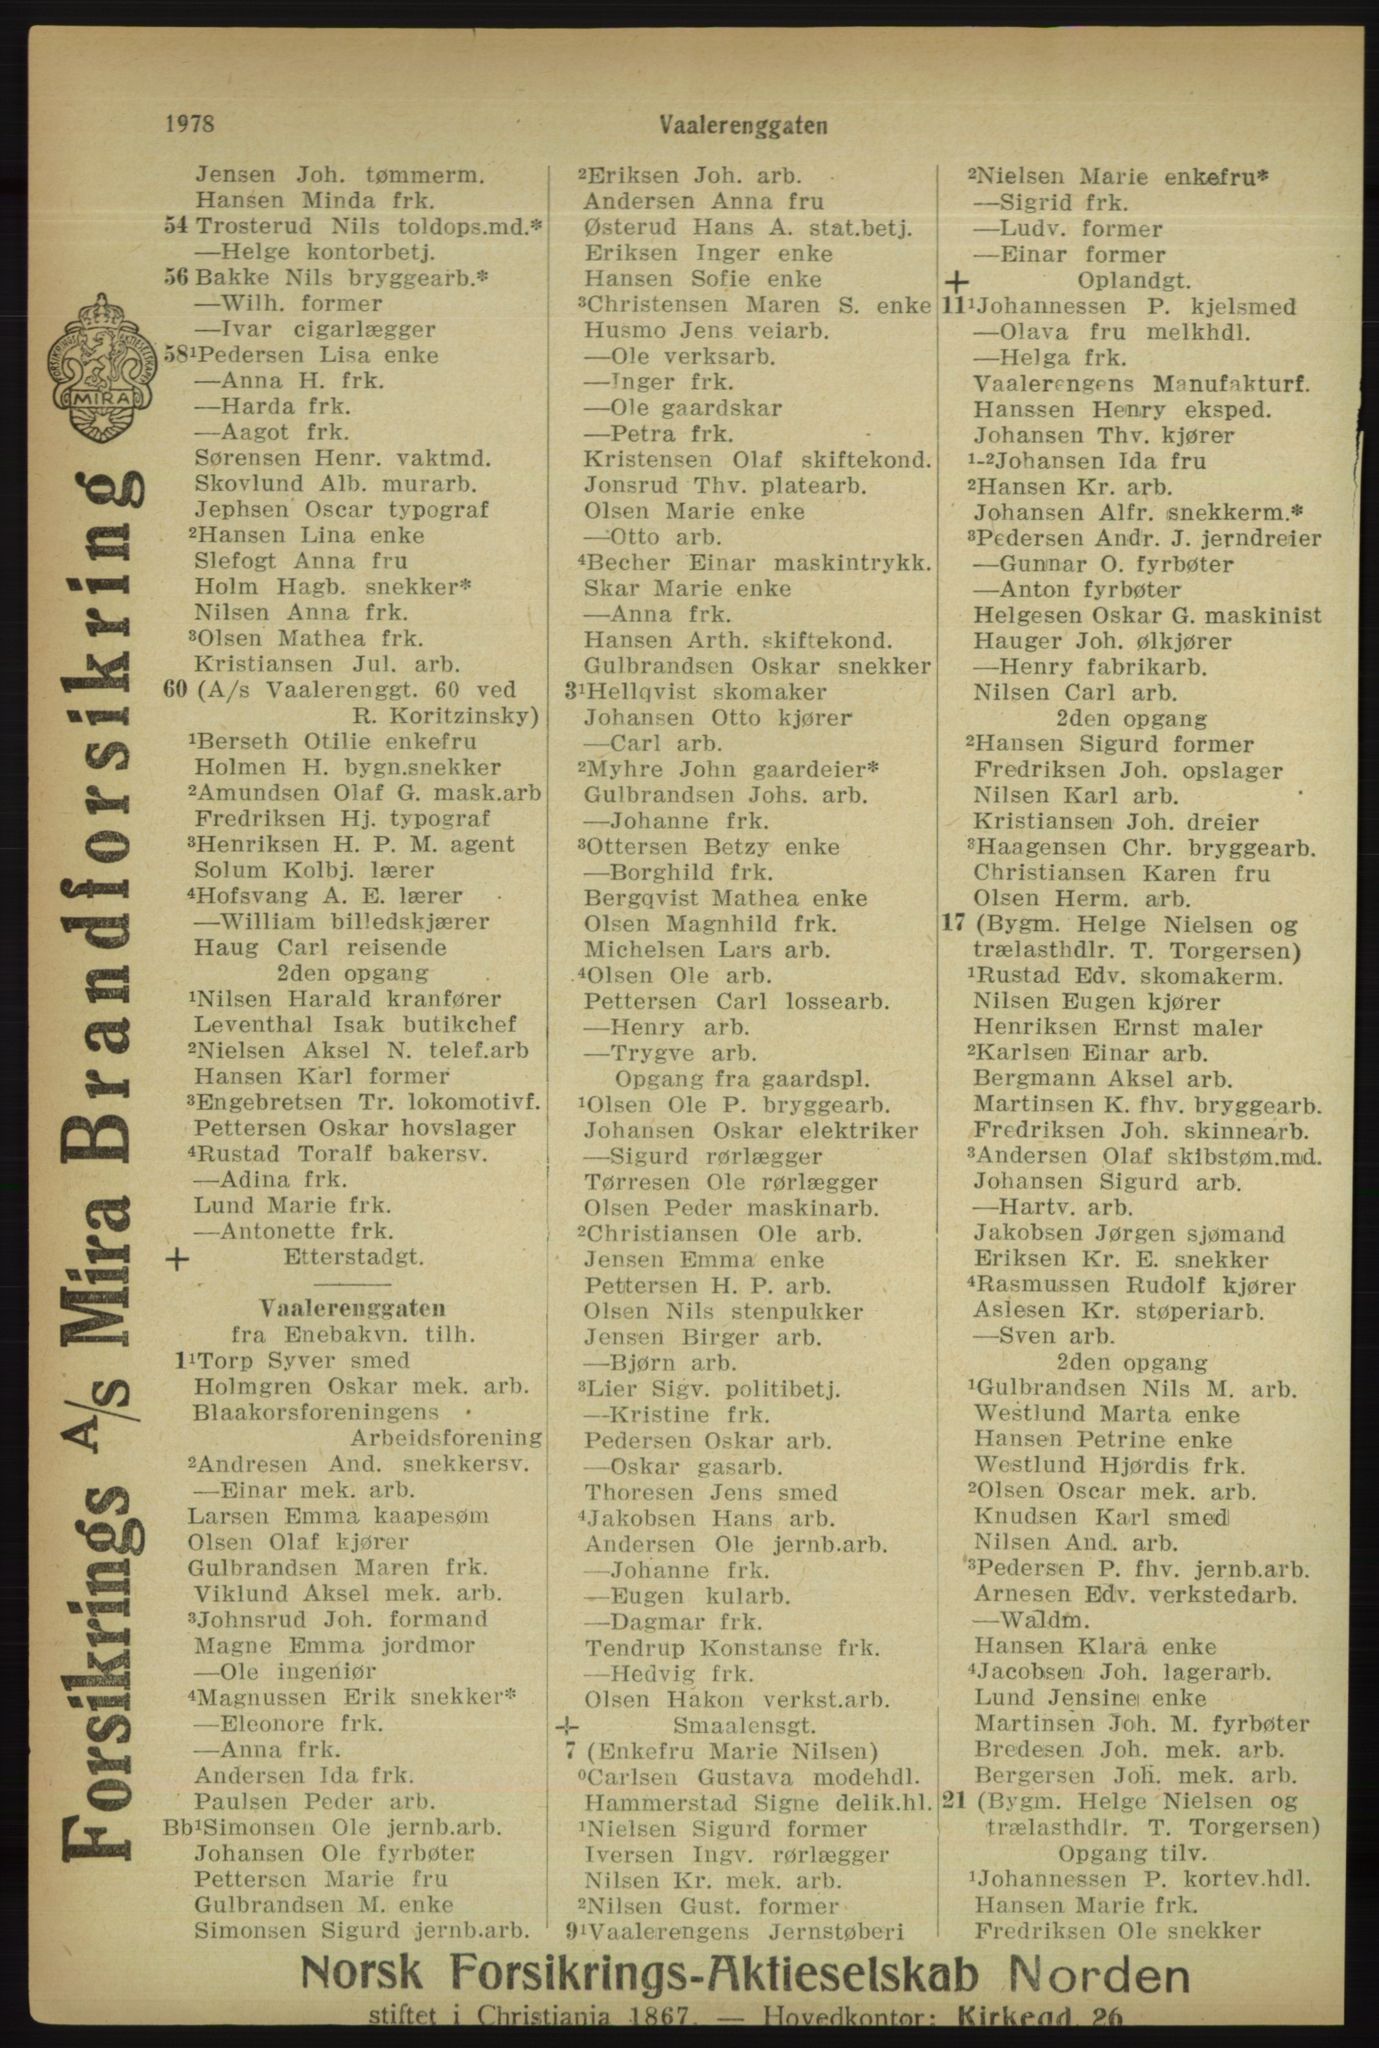 1978
Vaalerenggaten
Jensen Joh. tømmerm.
Hansen Minda frk.
54 Trosterud Nils toldops.md.*
—Helge kontorbetj.
56 Bakke Nils bryggearb.*
—Wilh. former
—Ivar cigarlægger
58¹Pedersen Lisa enke
—Anna H. frk.
—Harda frk.
—Aagot frk.
Sørensen Henr. vaktmd.
Skovlund Alb. murarb.
Jephsen Oscar typograf
²Hansen Lina enke
Slefogt Anna fru
Holm Hagb. snekker*
Nilsen Anna frk.
³Olsen Mathea frk.
Kristiansen Jul. arb.
60 (A/s Vaalerenggt. 60 ved
R. Koritzinsky)
¹Berseth Otilie enkefru
Holmen H. bygn.snekker
²Amundsen Olaf G. mask.arb
Fredriksen Hj. typograf
³Henriksen H. P. M. agent
Solum Kolbj. lærer
⁴Hofsvang A. E. lærer
—William billedskjærer
Haug Carl reisende
2den opgang
¹Nilsen Harald kranfører
Leventhal Isak butikchef
²Nielsen Aksel N. telef.arb
Hansen Karl former
³Engebretsen Tr. lokomotivf.
Pettersen Oskar hovslager
⁴Rustad Toralf bakersv.
—Adina frk.
Lund Marie frk.
—Antonette frk.
+ Etterstadgt.
Vaalerenggaten
fra Enebakvn. tilh.
1¹Torp Syver smed
Holmgren Oskar mek. arb.
Blaakorsforeningens
Arbeidsforening
²Andresen And. snekkersv.
—Einar mek. arb.
Larsen Emma kaapesøm
Olsen Olaf kjører
Gulbrandsen Maren frk.
Viklund Aksel mek. arb.
³Johnsrud Joh. formand
Magne Emma jordmor
—Ole ingeniør
⁴Magnussen Erik snekker*
—Eleonore frk.
—Anna frk.
Andersen Ida frk.
Paulsen Peder arb.
Bb¹Simonsen Ole jernb.arb.
Johansen Ole fyrbøter
Pettersen Marie fru
Gulbrandsen M. enke
Simonsen Sigurd jernb.arb.
²Eriksen Joh. arb.
Andersen Anna fru
Østerud Hans A. stat.betj.
Eriksen Inger enke
Hansen Sofie enke
³Christensen Maren S. enke
Husmo Jens veiarb.
—Ole verksarb.
—Inger frk.
—Ole gaardskar
—Petra frk.
Kristensen Olaf skiftekond.
Jonsrud Thv. platearb.
Olsen Marie enke
—Otto arb.
⁴Becher Einar maskintrykk.
Skar Marie enke
—Anna frk.
Hansen Arth. skiftekond.
Gulbrandsen Oskar snekker
3¹Hellqvist skomaker
Johansen Otto kjører
—Carl arb.
²Myhre John gaardeier*
Gulbrandsen Johs. arb.
—Johanne frk.
³Ottersen Betzy enke
—Borghild frk.
Bergqvist Mathea enke
Olsen Magnhild frk.
Michelsen Lars arb.
⁴Olsen Ole arb.
Pettersen Carl lossearb.
—Henry arb.
—Trygve arb.
Opgang fra gaardspl.
¹Olsen Ole P. bryggearb.
Johansen Oskar elektriker
—Sigurd rørlægger
Tørresen Ole rørlægger
Olsen Peder maskinarb.
²Christiansen Ole arb.
Jensen Emma enke
Pettersen H. P. arb.
Olsen Nils stenpukker
Jensen Birger arb.
—Bjørn arb.
³Lier Sigv. politibetj.
—Kristine frk.
Pedersen Oskar arb.
—Oskar gasarb.
Thoresen Jens smed
⁴Jakobsen Hans arb.
Andersen Ole jernb.arb.
—Johanne frk.
—Eugen kularb.
—Dagmar frk.
Tendrup Konstanse frk.
—Hedvig frk.
Olsen Hakon verkst.arb.
+ Smaalensgt.
7 (Enkefru Marie Nilsen)
⁰Carlsen Gustava modehdl.
Hammerstad Signe delik.hl.
¹Nielsen Sigurd former
Iversen Ingv. rørlægger
Nilsen Kr. mek. arb.
²Nilsen Gust. former
9¹Vaalerengens Jernstøberi
²Nielsen Marie enkefru*
—Sigrid frk.
—Ludv. former
—Einar former
+ Oplandgt.
11¹Johannessen P. kjelsmed
—Olava fru melkhdl.
—Helga frk.
Vaalerengens Manufakturf.
Hanssen Henry eksped.
Johansen Thv. kjører
¹-²Johansen Ida fru
²Hansen Kr. arb.
Johansen Alfr. snekkerm.*
³Pedersen Andr. J. jerndreier
—Gunnar O. fyrbøter
—Anton fyrbøter
Helgesen Oskar G. maskinist
Hauger Joh. ølkjører
—Henry fabrikarb.
Nilsen Carl arb.
2den opgang
²Hansen Sigurd former
Fredriksen Joh. opslager
Nilsen Karl arb.
Kristiansen Joh. dreier
³Haagensen Chr. bryggearb.
Christiansen Karen fru
Olsen Herm. arb.
17 (Bygm. Helge Nielsen og
trælasthdlr. T. Torgersen)
¹Rustad Edv. skomakerm.
Nilsen Eugen kjører
Henriksen Ernst maler
²Karlsen Einar arb.
Bergmann Aksel arb.
Martinsen K. fhv. bryggearb.
Fredriksen Joh. skinnearb.
³Andersen Olaf skibstøm.md.
Johansen Sigurd arb.
—Hartv. arb.
Jakobsen Jørgen sjømand
Eriksen Kr. E. snekker
⁴Rasmussen Rudolf kjører
Aslesen Kr. støperiarb.
—Sven arb.
2den opgang
¹Gulbrandsen Nils M. arb.
Westlund Marta enke
Hansen Petrine enke
Westlund Hjørdis frk.
²Olsen Oscar mek. arb.
Knudsen Karl smed
Nilsen And. arb.
³Pedersen P. fhv. jernb.arb.
Arnesen Edv. verkstedarb.
—Waldm.
Hansen Klara enke
⁴Jacobsen Joh. lagerarb.
Lund Jensine enke
Martinsen Joh. M. fyrbøter
Bredesen Joh. mek. arb.
Bergersen Joh. mek. arb.
21 (Bygm. Helge Nielsen og
trælasthdlr. T. Torgersen)
Opgang tilv.
¹Johannessen P. kortev.hdl.
Hansen Marie frk.
Fredriksen Ole snekker
FORSIKRINGS AKTIESELSKAB
MIRA
Forsikrings A/S Mira Brandforsikring
Norsk Forsikrings-Aktieselskab Norden
stiftet i Christiania 1867. — Hovedkontor: Kirkegd. 26